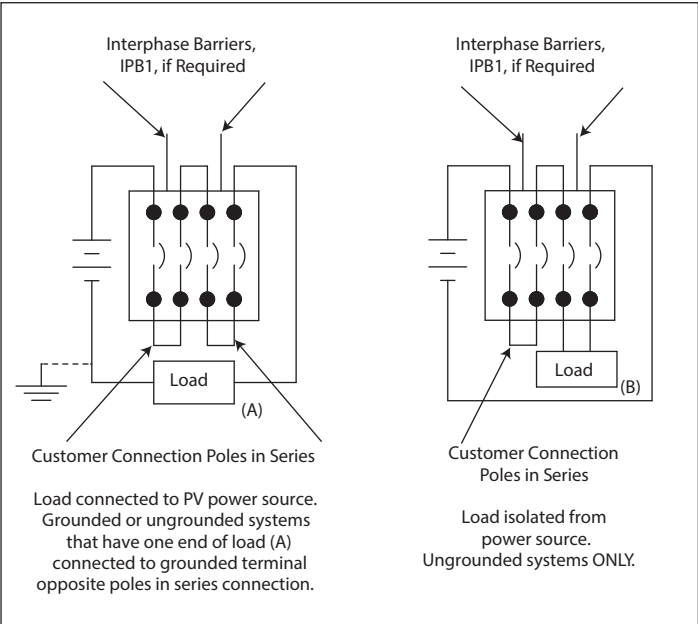 Interphase Barriers,
IPB1, if Required
Load
(A)
Customer Connection Poles in Series
Load connected to PV power source.
Grounded or ungrounded systems
that have one end of load (A)
connected to grounded terminal
opposite poles in series connection.
Interphase Barriers,
IPB1, if Required
Load
(B)
Customer Connection
Poles in Series
Load isolated from
power source.
Ungrounded systems ONLY.